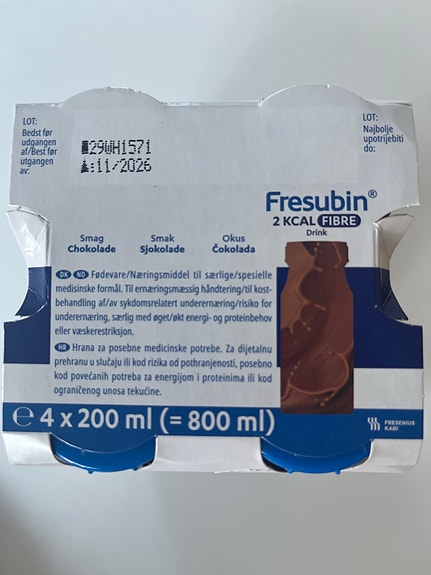 LOT:
Bedst før
udgangen
af/Best før
utgangen
av:
29WH1571
:11/2026
LOT:
Najbolje
upotrijebiti
do:
Fresubin®
2 KCAL FIBRE
Drink
Smag
Chokolade
Smak
Sjokolade
Okus
Čokolada
DK NO Fødevare/Næringsmiddel til særlige/spesielle
medisinske formål. Til ernæringsmæssig håndtering/til kost-
behandling af/av sykdomsrelatert underernæring/risiko for
underernæring, særlig med øget/økt energi- og proteinbehov
eller væskerestriksjon.
HR Hrana za posebne medicinske potrebe. Za dijetalnu
prehranu u slučaju ili kod rizika od pothranjenosti, posebno
kod povećanih potreba za energijom i proteinima ili kod
ograničenog unosa tekućine.
℮ 4 x 200 ml (= 800 ml)
FRESENIUS
KABI